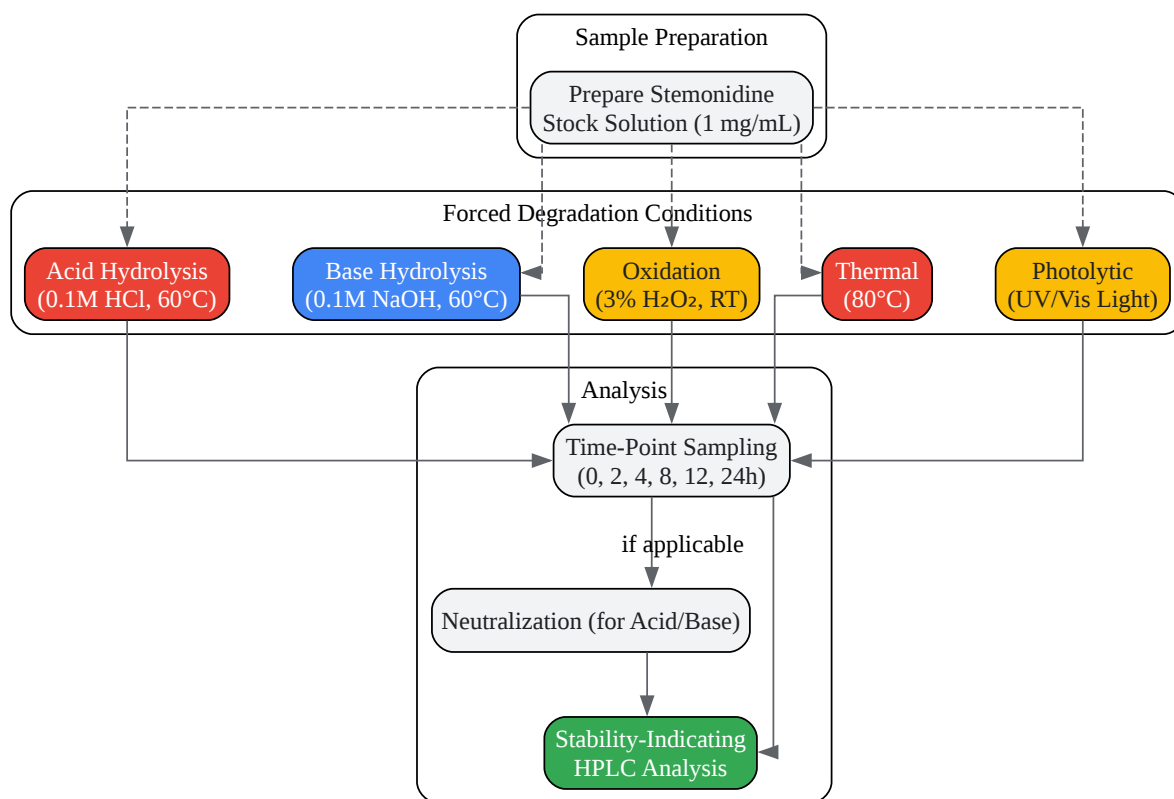 Sample Preparation
Prepare Stemonidine
Stock Solution (1 mg/mL)
Forced Degradation Conditions
Acid Hydrolysis
(0.1M HCl, 60°C)
Base Hydrolysis
(0.1M NaOH, 60°C)
Oxidation
(3% H₂O₂, RT)
Thermal
(80°C)
Photolytic
(UV/Vis Light)
Analysis
Time-Point Sampling
(0, 2, 4, 8, 12, 24h)
if applicable
Neutralization (for Acid/Base)
Stability-Indicating
HPLC Analysis